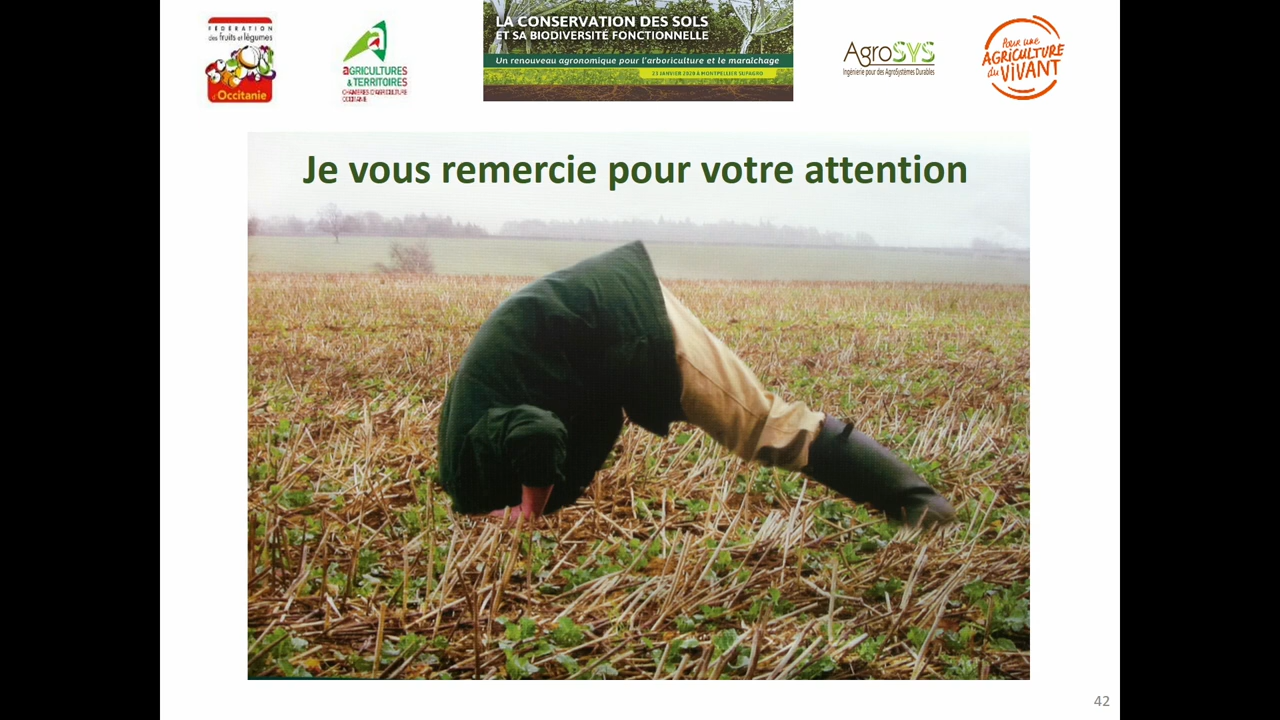 FÉDÉRATION
des fruits et légumes
d'Occitanie
AGRICULTURES
& TERRITOIRES
CHAMBRES D'AGRICULTURE
OCCITANIE
LA CONSERVATION DES SOLS
ET SA BIODIVERSITÉ FONCTIONNELLE
Un renouveau agronomique pour l'arboriculture et le maraîchage
23 JANVIER 2020 À MONTPELLIER SUPAGRO
AgroSYS
Ingénierie pour des AgroSystèmes Durables
Pour une
AGRICULTURE
du VIVANT
Je vous remercie pour votre attention
42